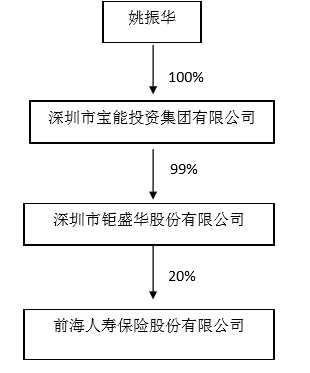 姚振华
100%
深圳市宝能投资集团有限公司
99%
深圳市钜盛华股份有限公司
20%
前海人寿保险股份有限公司